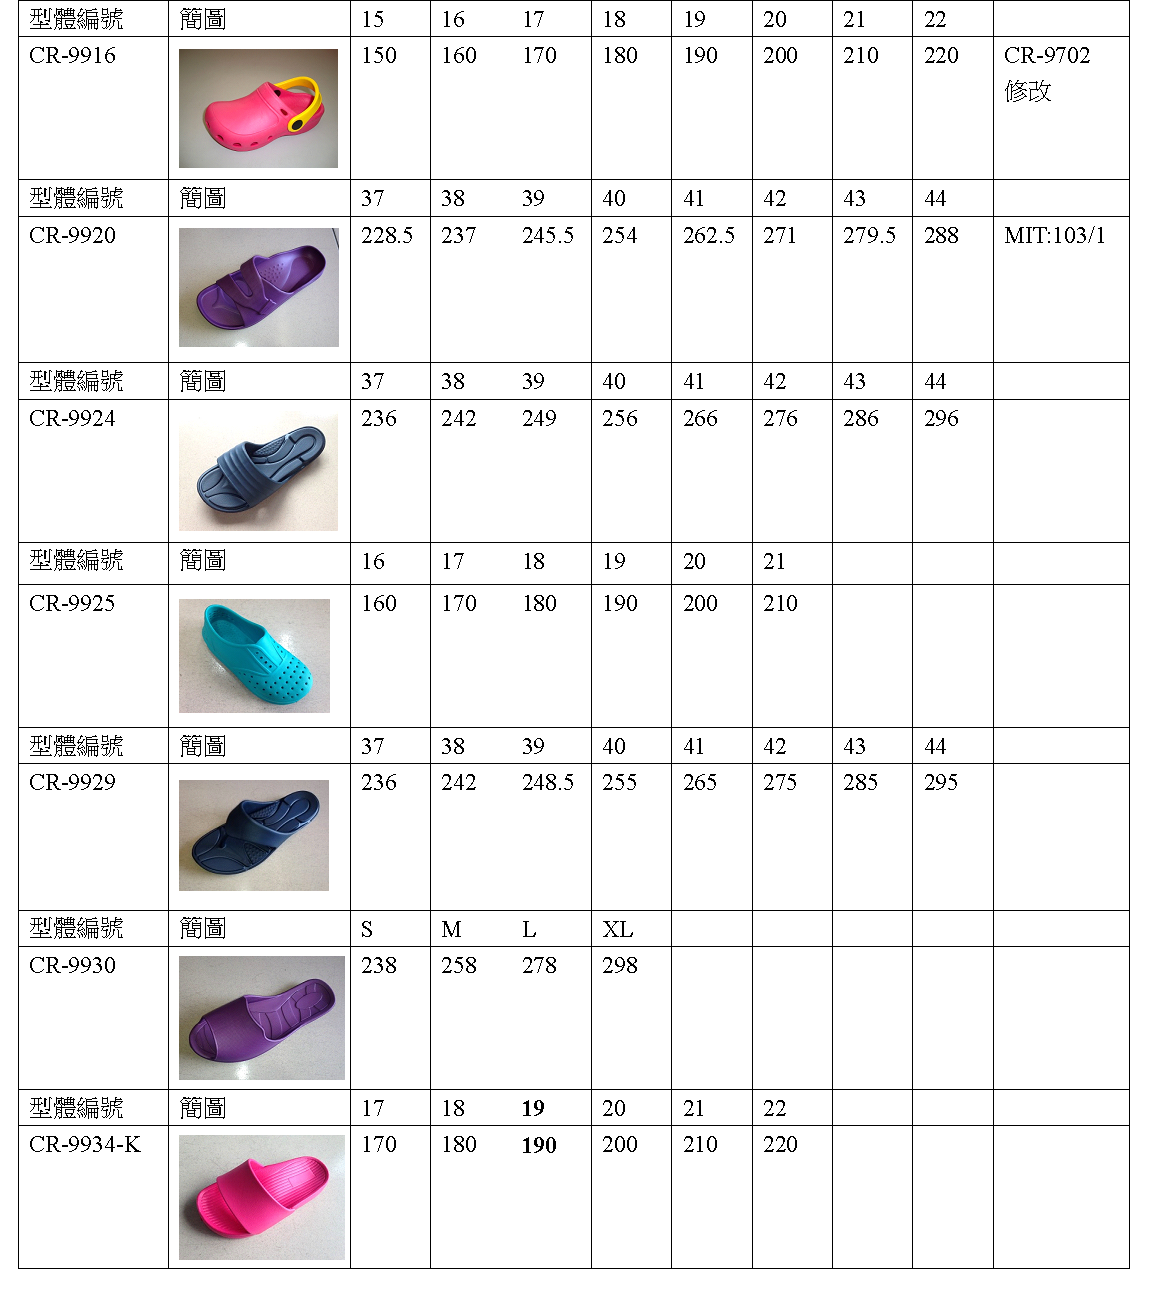 型體編號 簡圖 15 16 17 18 19 20 21 22
CR-9916 150 160 170 180 190 200 210 220 CR-9702
修改
型體編號 簡圖 37 38 39 40 41 42 43 44
CR-9920 228.5 237 245.5 254 262.5 271 279.5 288 MIT:103/1
型體編號 簡圖 37 38 39 40 41 42 43 44
CR-9924 236 242 249 256 266 276 286 296
型體編號 簡圖 16 17 18 19 20 21
CR-9925 160 170 180 190 200 210
型體編號 簡圖 37 38 39 40 41 42 43 44
CR-9929 236 242 248.5 255 265 275 285 295
型體編號 簡圖 S M L XL
CR-9930 238 258 278 298
型體編號 簡圖 17 18 19 20 21 22
CR-9934-K 170 180 190 200 210 220